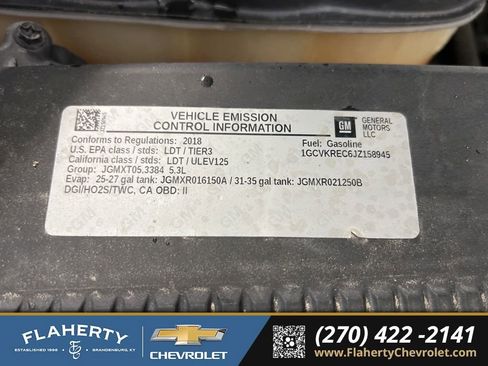 VEHICLE EMISSION
CONTROL INFORMATION
GM
GENERAL
MOTORS
LLC
Conforms to Regulations: 2018
Fuel: Gasoline
U.S. EPA class / stds: LDT / TIER3
1GCVKREC6JZ158945
California class / stds: LDT / ULEV125
Group: JGMXT05.3384 5.3L
Evap: 25-27 gal tank: JGMXR016150A / 31-35 gal tank: JGMXR021250B
DGI/HO2S/TWC, CA OBD: II
FLAHERTY
ESTABLISHED 1996
BRANDENBURG, KY
CHEVROLET
(270) 422 -2141
www.FlahertyChevrolet.com